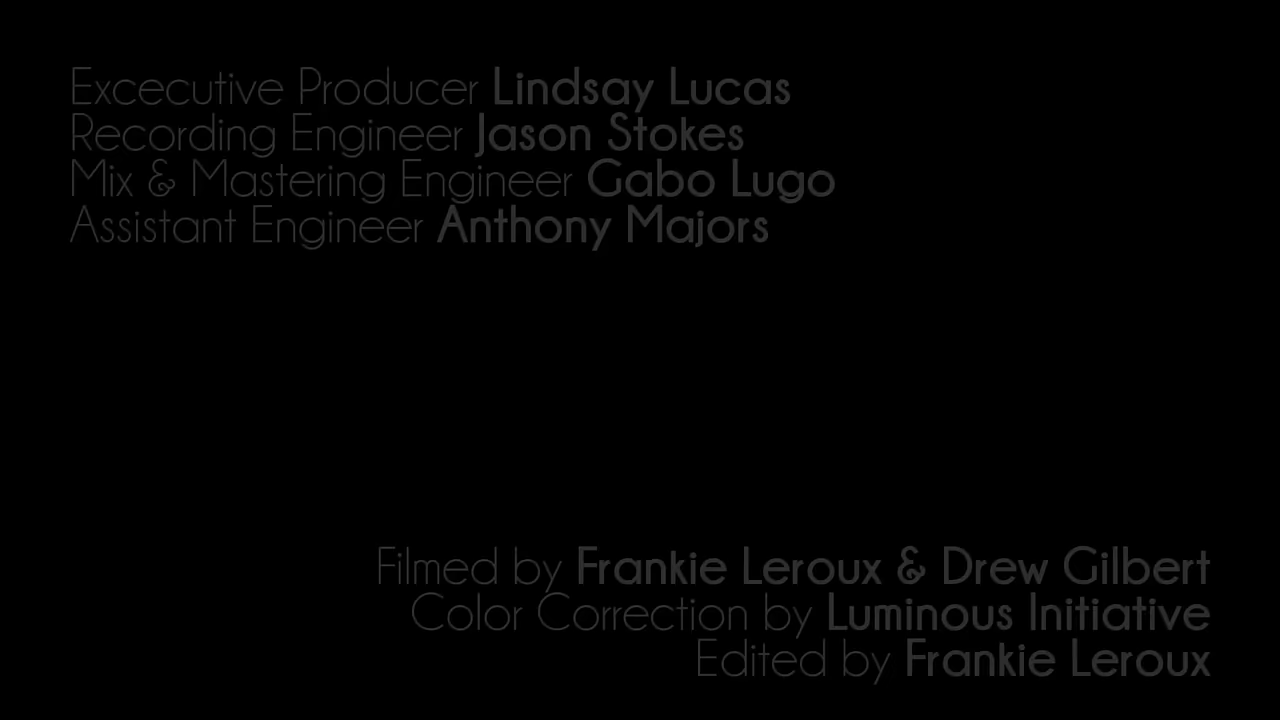 Excecutive Producer Lindsay Lucas
Recording Engineer Jason Stokes
Mix & Mastering Engineer Gabo Lugo
Assistant Engineer Anthony Majors
Filmed by Frankie Leroux & Drew Gilbert
Color Correction by Luminous Initiative
Edited by Frankie Leroux